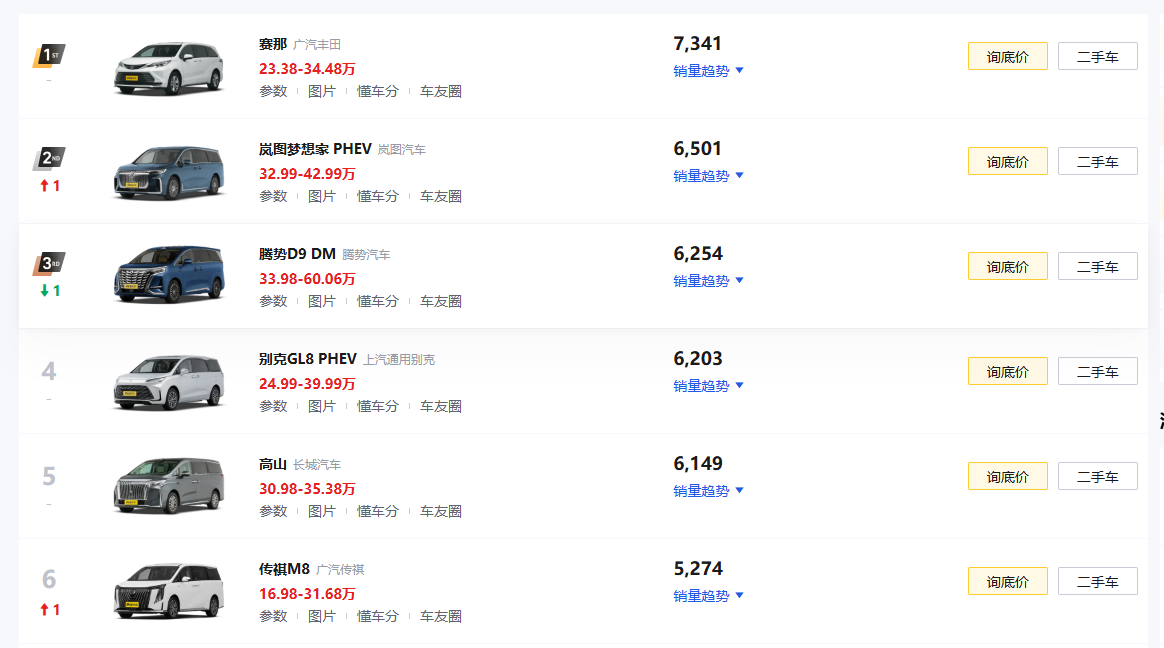 1ST
赛那 广汽丰田
7,341
23.38-34.48万
销量趋势
参数 图片 懂车分 车友圈
询底价 二手车
2ND
1
岚图梦想家 PHEV 岚图汽车
6,501
32.99-42.99万
销量趋势
参数 图片 懂车分 车友圈
询底价 二手车
3RD
1
腾势D9 DM 腾势汽车
6,254
33.98-60.06万
销量趋势
参数 图片 懂车分 车友圈
询底价 二手车
4
别克GL8 PHEV 上汽通用别克
6,203
24.99-39.99万
销量趋势
参数 图片 懂车分 车友圈
询底价 二手车
5
高山 长城汽车
6,149
30.98-35.38万
销量趋势
参数 图片 懂车分 车友圈
询底价 二手车
6
1
传祺M8 广汽传祺
5,274
16.98-31.68万
销量趋势
参数 图片 懂车分 车友圈
询底价 二手车